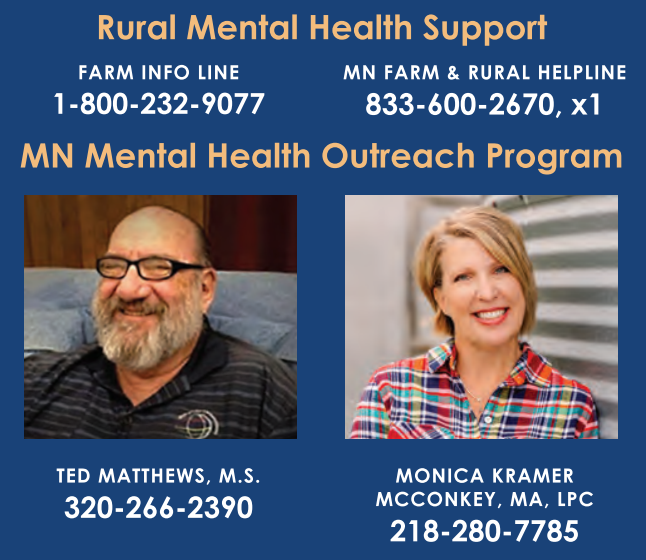 Rural Mental Health Support
FARM INFO LINE
1-800-232-9077
MN FARM & RURAL HELPLINE
833-600-2670, x1
MN Mental Health Outreach Program
TED MATTHEWS, M.S.
320-266-2390
MONICA KRAMER
MCCONKEY, MA, LPC
218-280-7785